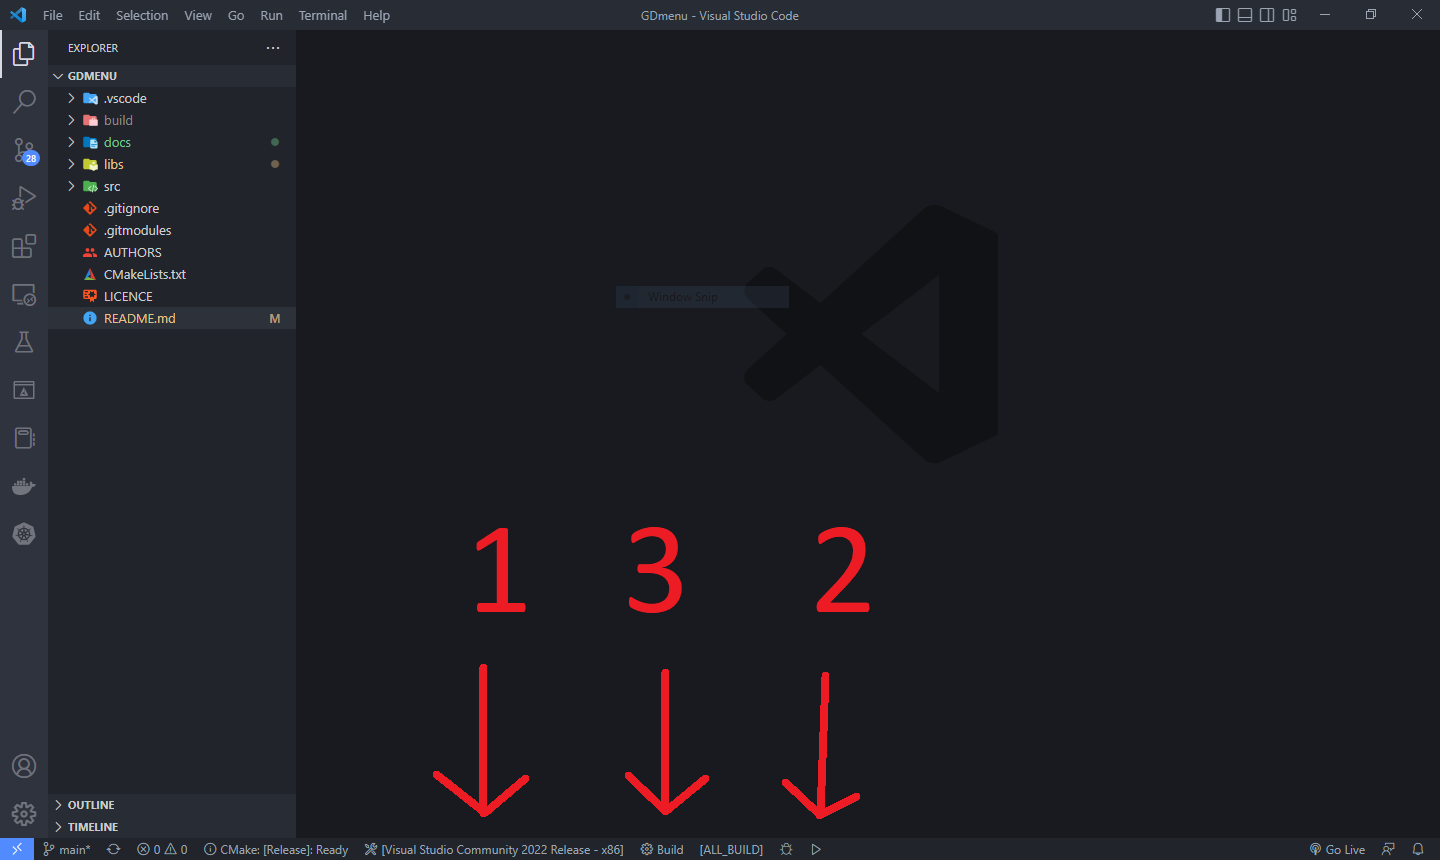 File Edit Selection View Go Run Terminal Help
GDmenu - Visual Studio Code
EXPLORER
GDMENU
.vscode
build
docs
libs
src
.gitignore
.gitmodules
AUTHORS
CMakeLists.txt
LICENCE
README.md M
28
Window Snip
1 3 2
OUTLINE
TIMELINE
main* 0 0 CMake: [Release]: Ready [Visual Studio Community 2022 Release - x86] Build [ALL_BUILD] Go Live